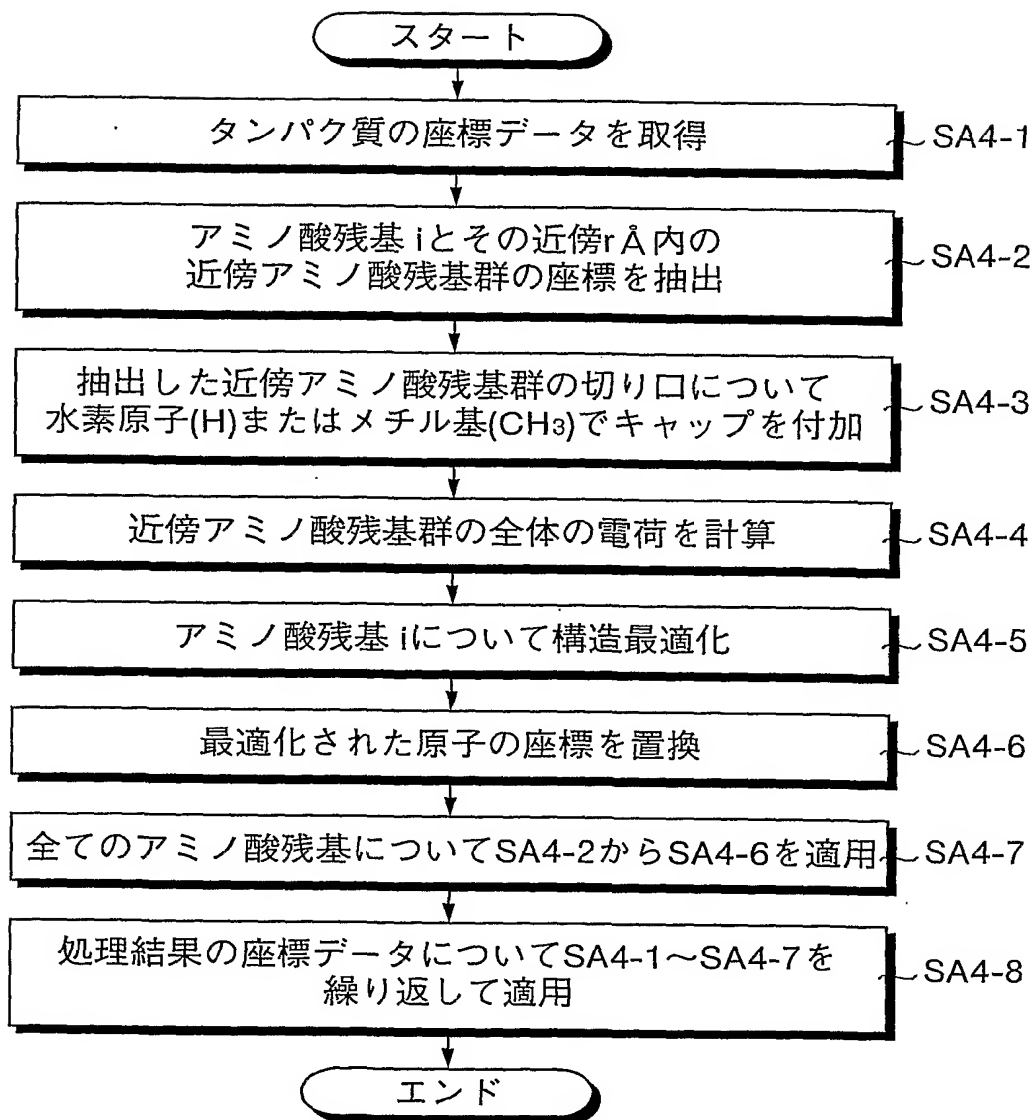 スタート
タンパク質の座標データを取得
SA4-1
アミノ酸残基 iとその近傍r Å内の
近傍アミノ酸残基群の座標を抽出
SA4-2
抽出した近傍アミノ酸残基群の切り口について
水素原子(H)またはメチル基(CH3)でキャップを付加
SA4-3
近傍アミノ酸残基群の全体の電荷を計算
SA4-4
アミノ酸残基 iについて構造最適化
SA4-5
最適化された原子の座標を置換
SA4-6
全てのアミノ酸残基についてSA4-2からSA4-6を適用
SA4-7
処理結果の座標データについてSA4-1～SA4-7を
繰り返して適用
SA4-8
エンド